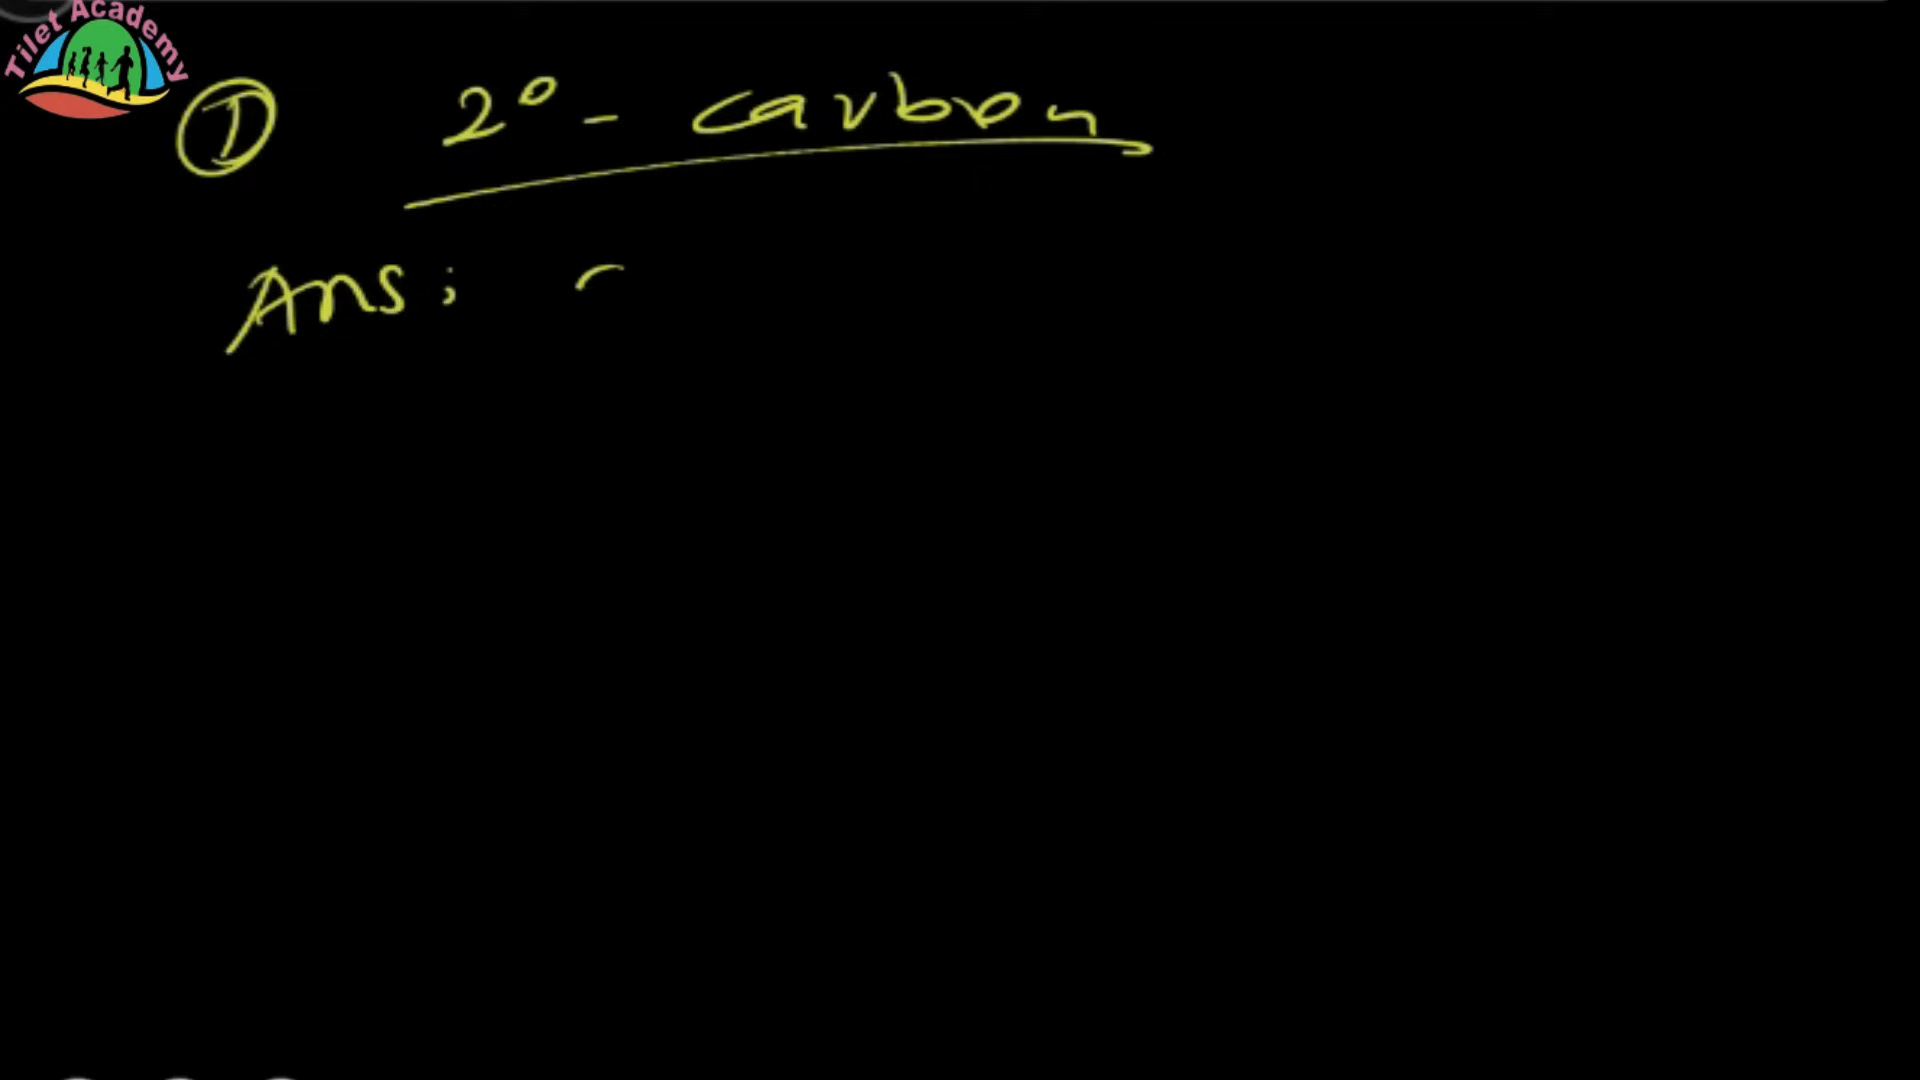 Tilet Academy
① 2° - carbon
Ans :